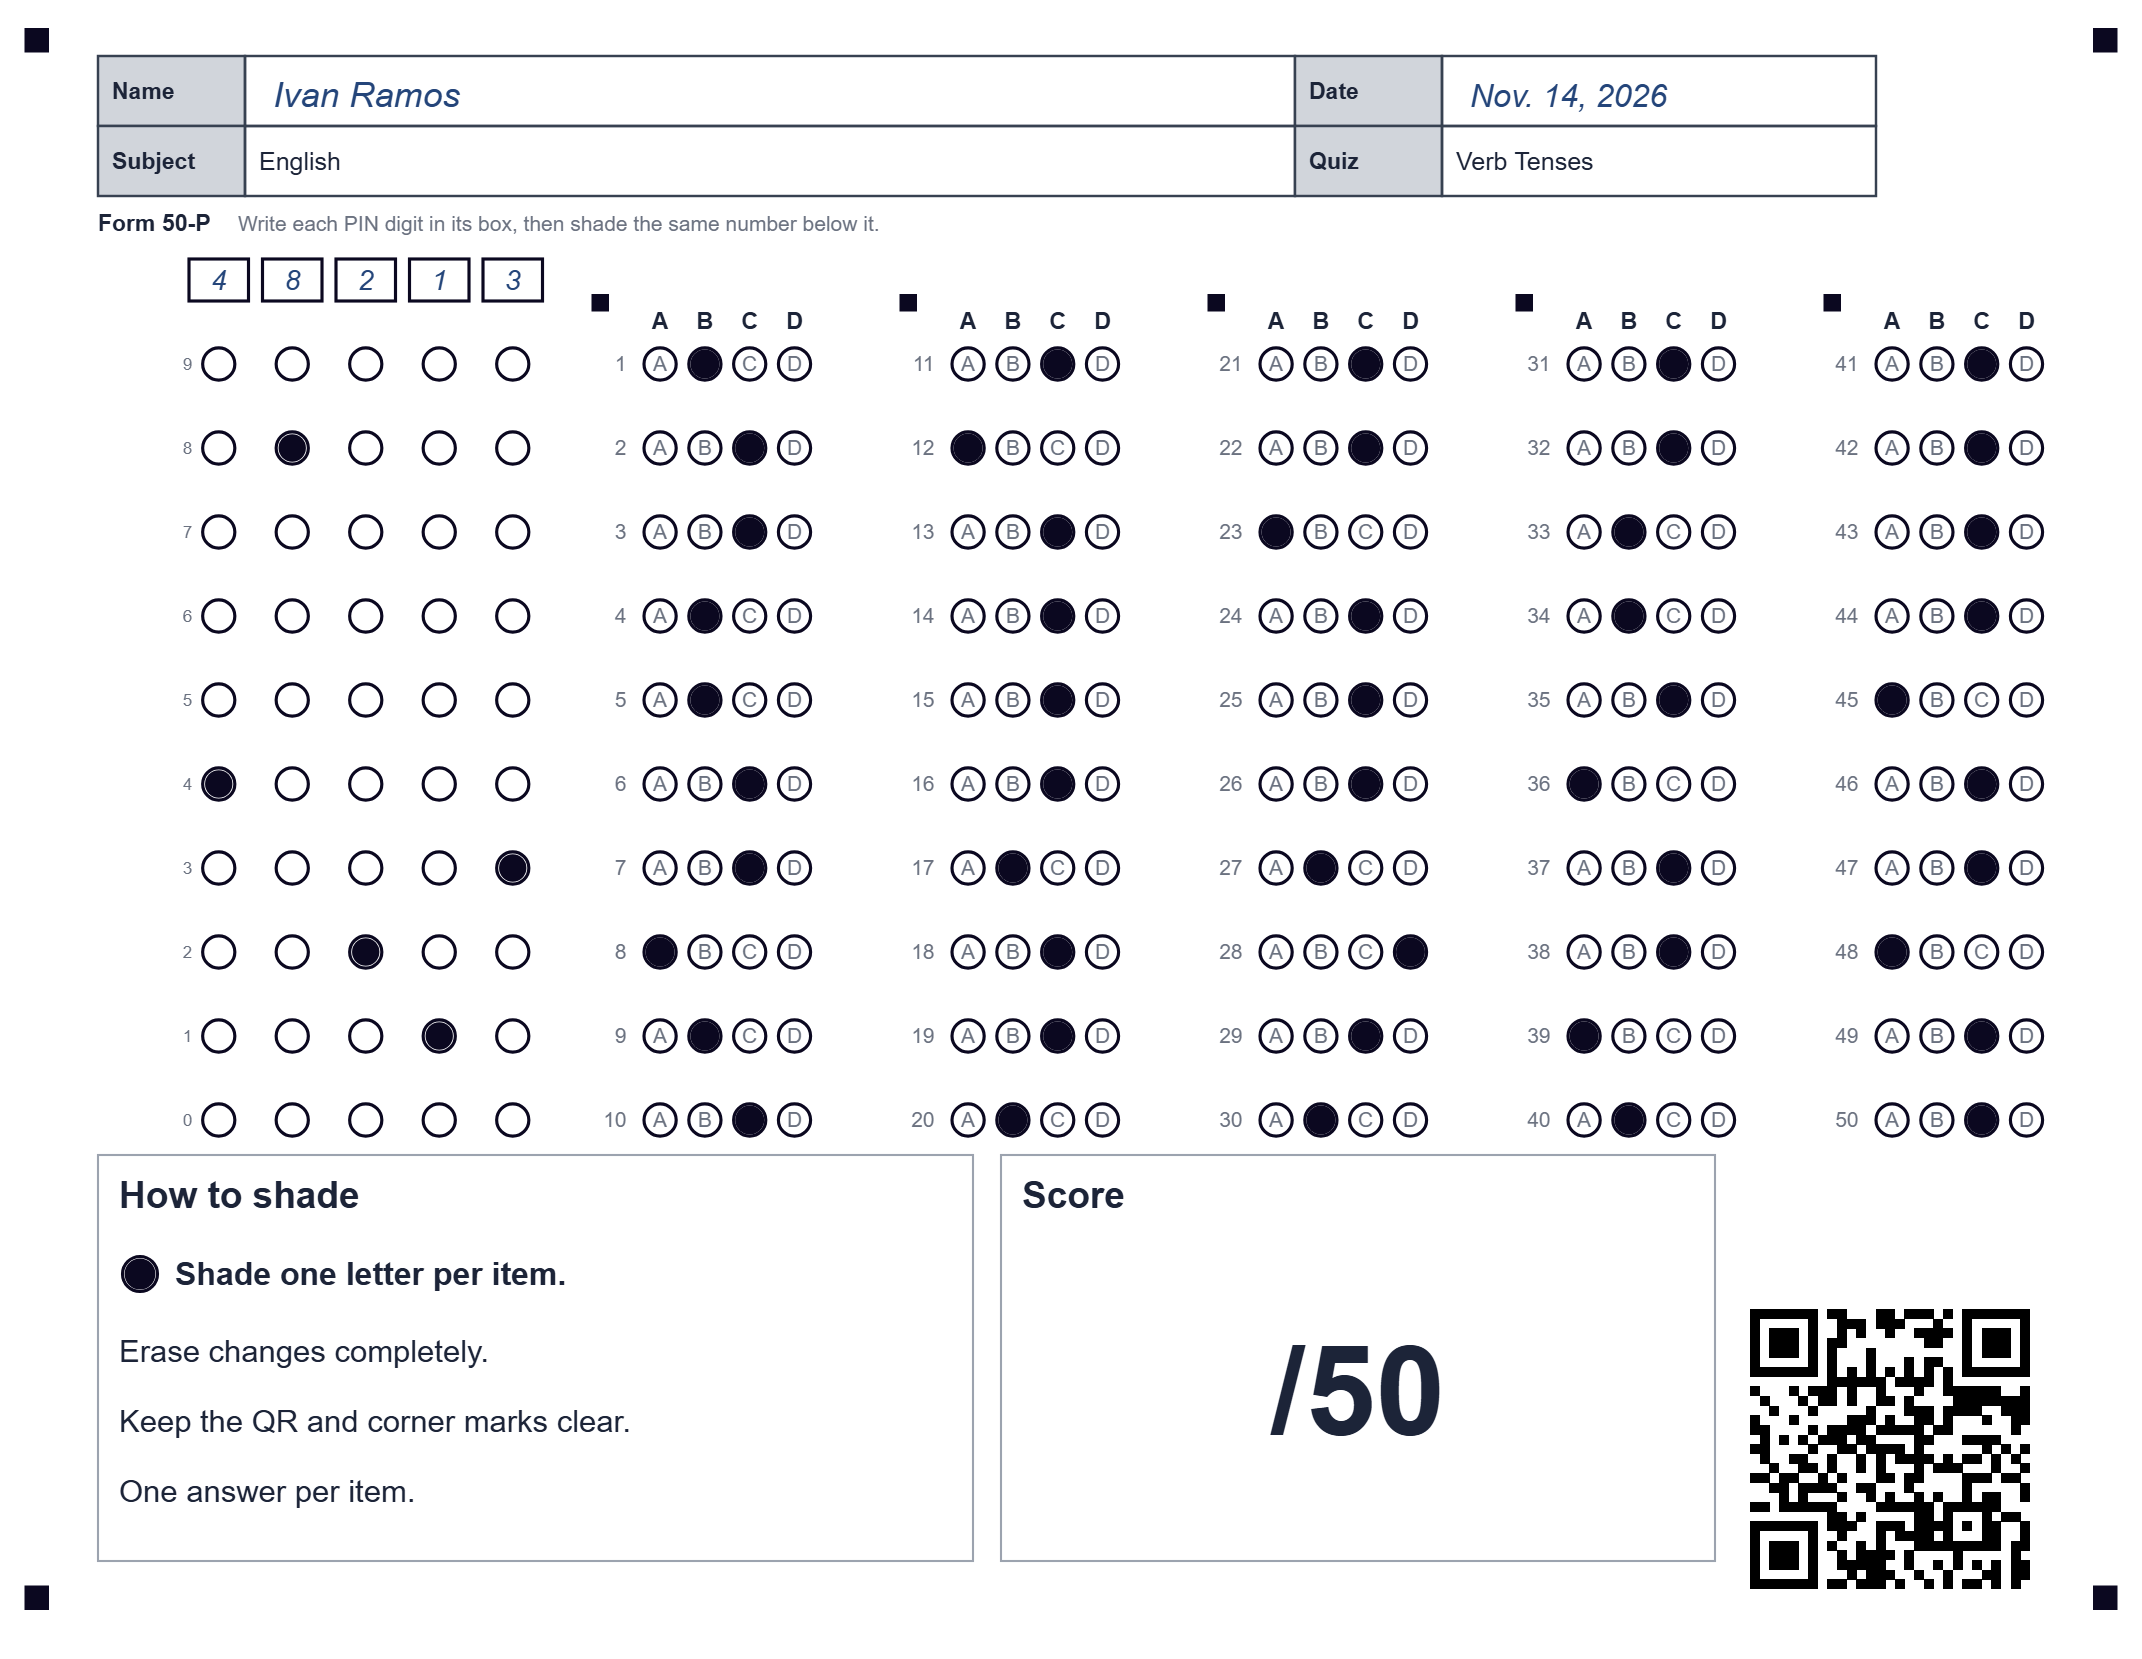 Name Ivan Ramos Date Nov. 14, 2026
Subject English Quiz Verb Tenses
Form 50-P Write each PIN digit in its box, then shade the same number below it.
4 8 2 1 3
A B C D A B C D A B C D A B C D A B C D
9 1 A C D 11 A B D 21 A B D 31 A B D 41 A B D
8 2 A B D 12 B C D 22 A B D 32 A B D 42 A B D
7 3 A B D 13 A B D 23 B C D 33 A C D 43 A B D
6 4 A C D 14 A B D 24 A B D 34 A C D 44 A B D
5 5 A C D 15 A B D 25 A B D 35 A B D 45 B C D
4 6 A B D 16 A B D 26 A B D 36 B C D 46 A B D
3 7 A B D 17 A C D 27 A C D 37 A B D 47 A B D
2 8 B C D 18 A B D 28 A B C 38 A B D 48 B C D
1 9 A C D 19 A B D 29 A B D 39 B C D 49 A B D
0 10 A B D 20 A C D 30 A C D 40 A C D 50 A B D
How to shade
Shade one letter per item.
Erase changes completely.
Keep the QR and corner marks clear.
One answer per item.
Score
/50